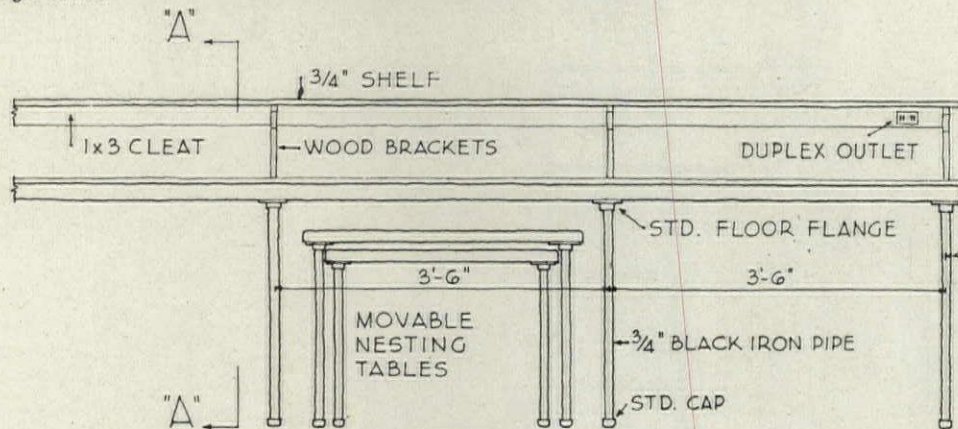 "A"
3/4" SHELF
1x3 CLEAT
WOOD BRACKETS
DUPLEX OUTLET
STD. FLOOR FLANGE
3'-6"
3'-6"
MOVABLE
NESTING
TABLES
3/4" BLACK IRON PIPE
STD. CAP
"A"